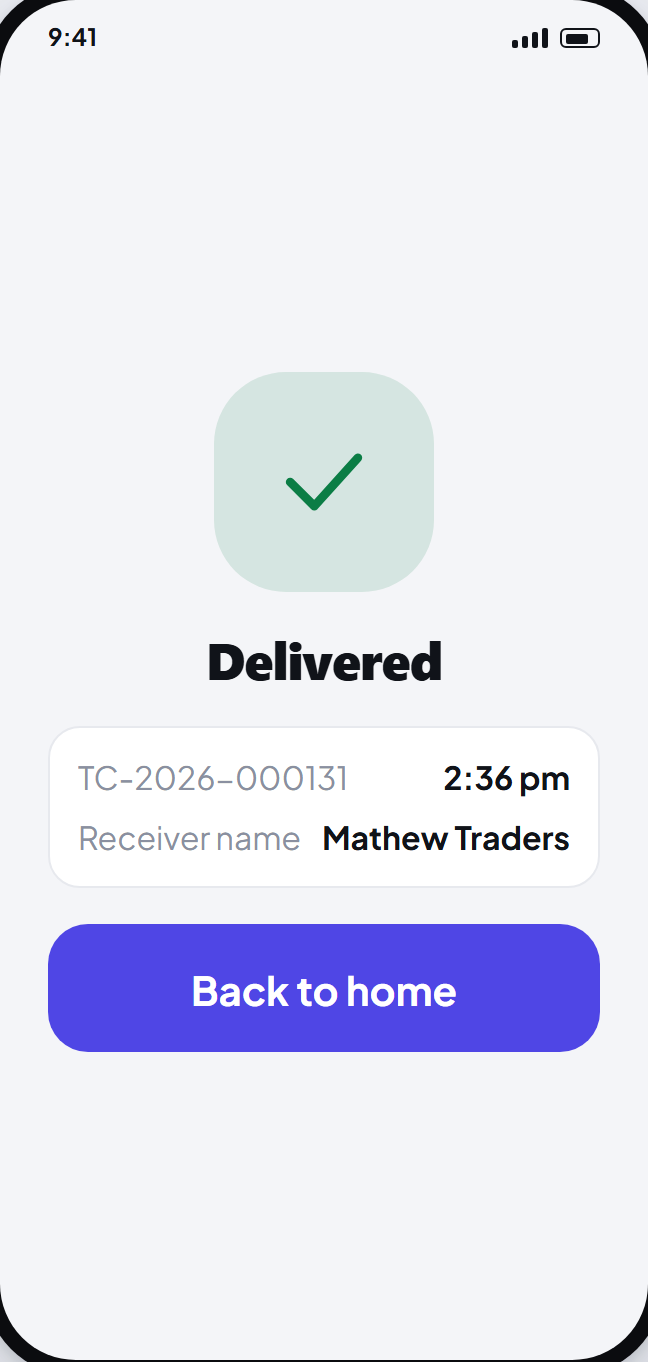 9:41
Delivered
TC-2026-000131 2:36 pm
Receiver name Mathew Traders
Back to home